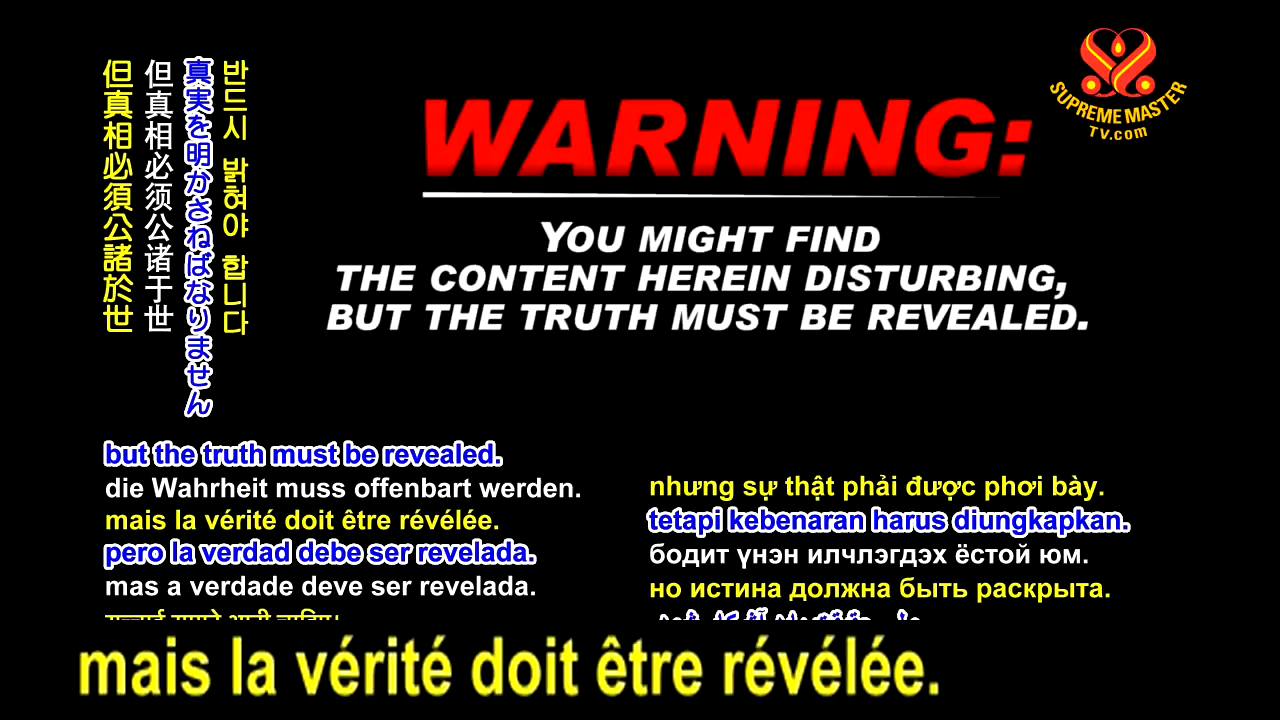 但真相必須公諸於世
但真相必须公诸于世
真実を明かさねばなりません
반드시 밝혀야 합니다
SUPREME MASTER
TV.com
WARNING:
YOU MIGHT FIND
THE CONTENT HEREIN DISTURBING,
BUT THE TRUTH MUST BE REVEALED.
but the truth must be revealed.
die Wahrheit muss offenbart werden.
mais la vérité doit être révélée.
pero la verdad debe ser revelada.
mas a verdade deve ser revelada.
nhưng sự thật phải được phơi bày.
tetapi kebenaran harus diungkapkan.
бодит үнэн илчлэгдэх ёстой юм.
но истина должна быть раскрыта.
mais la vérité doit être révélée.